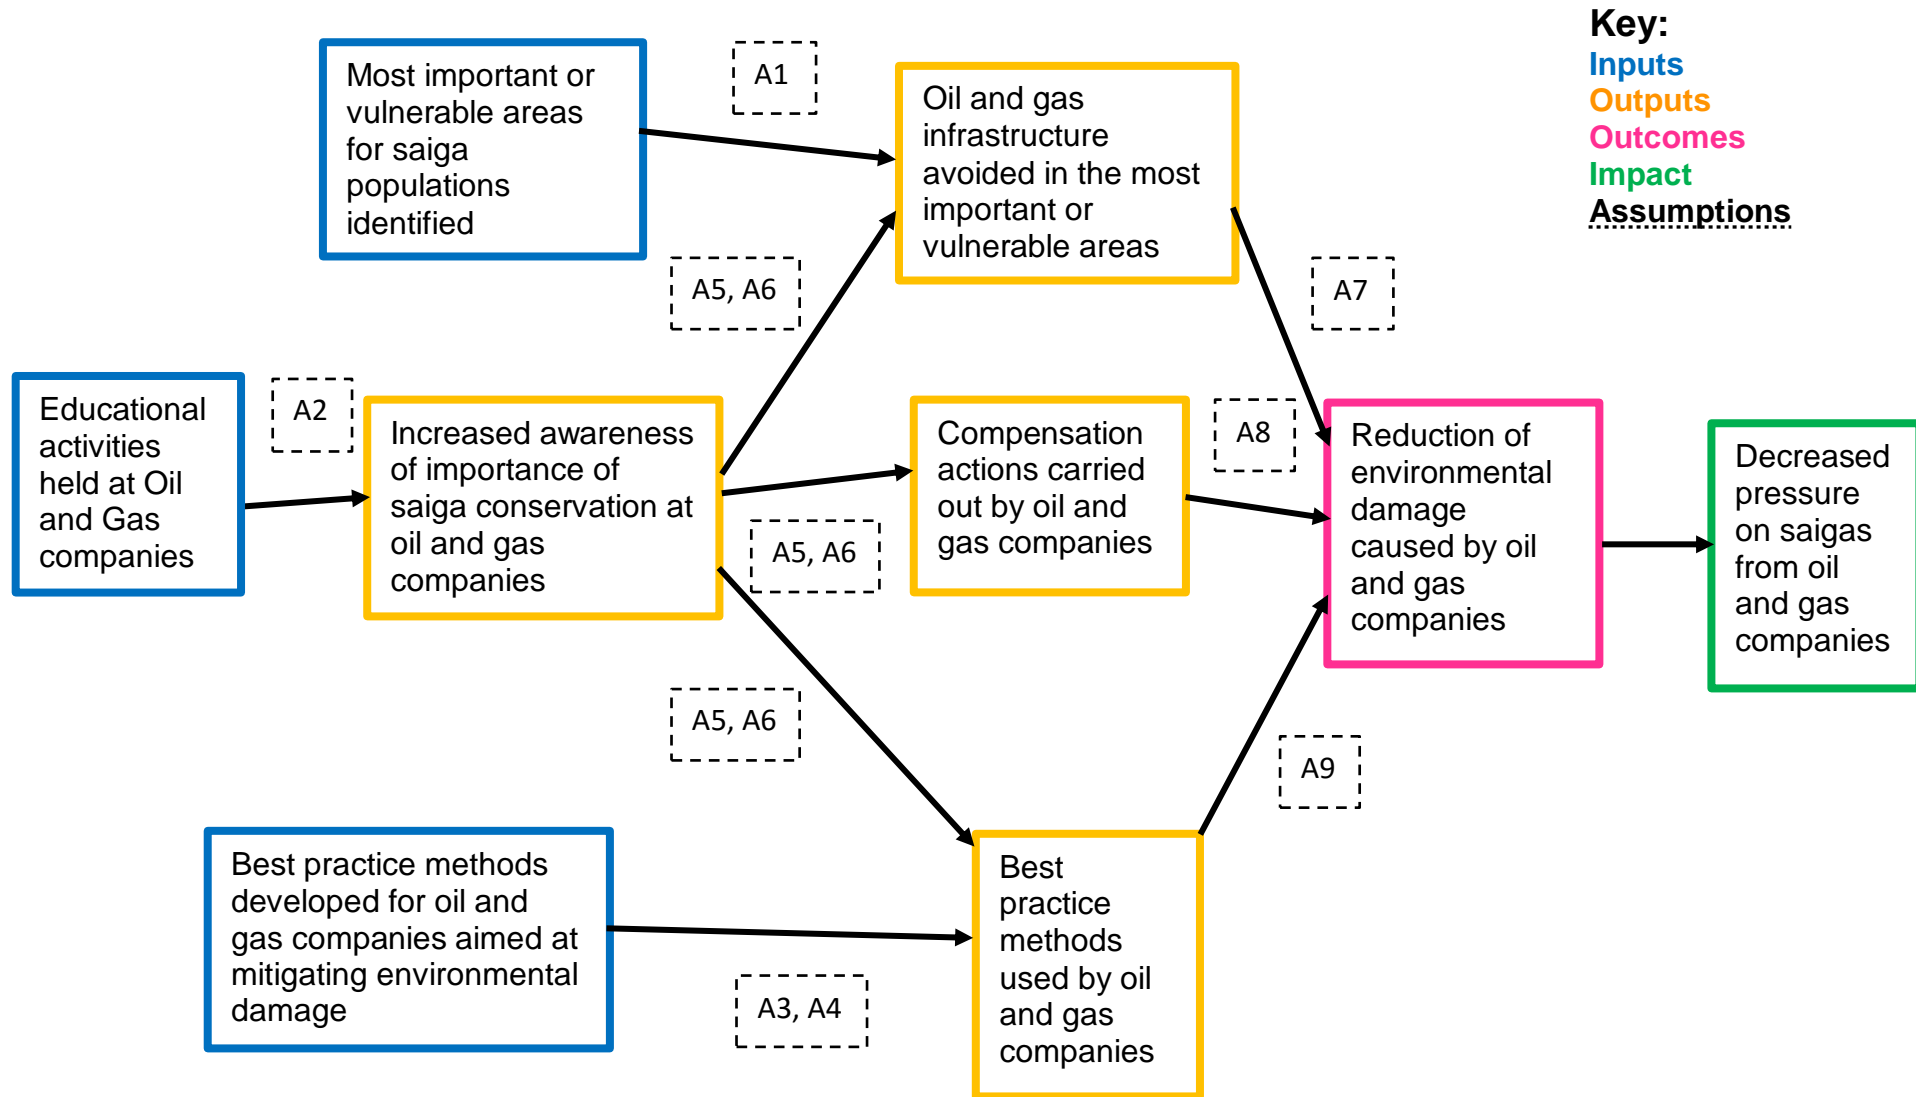 Key:
Inputs
Outputs
Outcomes
Impact
Assumptions
Most important or
vulnerable areas
for saiga
populations
identified
A1
Oil and gas
infrastructure
avoided in the most
important or
vulnerable areas
A5, A6
A7
Educational
activities
held at Oil
and Gas
companies
A2
Increased awareness
of importance of
saiga conservation at
oil and gas
companies
A5, A6
Compensation
actions carried
out by oil and
gas companies
A8
Reduction of
environmental
damage
caused by oil
and gas
companies
Decreased
pressure
on saigas
from oil
and gas
companies
A5, A6
A9
Best practice methods
developed for oil and
gas companies aimed at
mitigating environmental
damage
A3, A4
Best
practice
methods
used by oil
and gas
companies